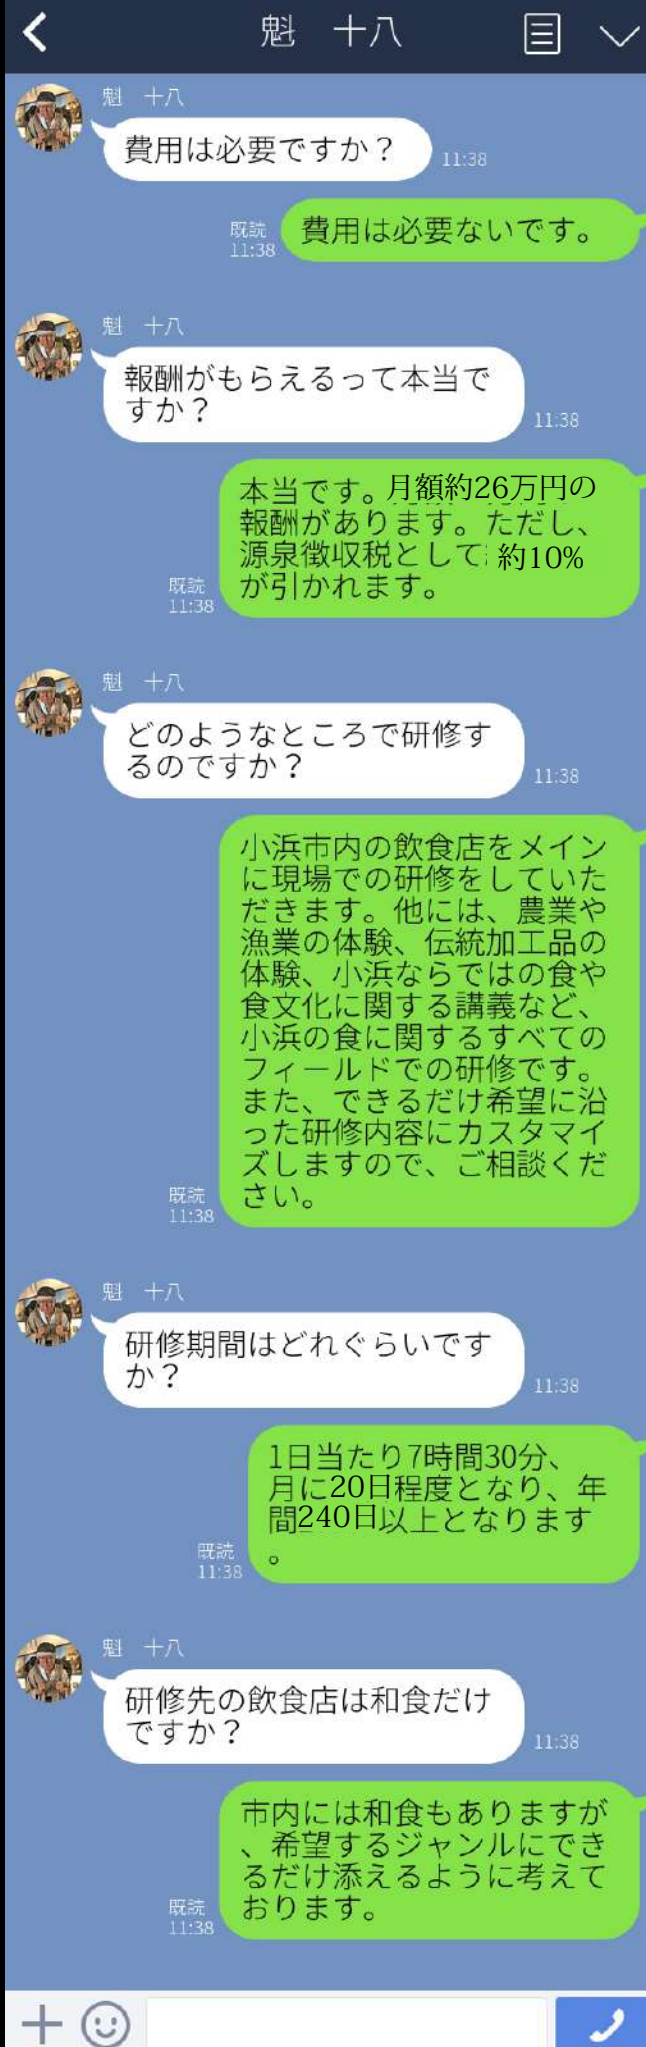 魁　十八
魁　十八
費用は必要ですか？
11:38
既読
11:38
費用は必要ないです。
魁　十八
報酬がもらえるって本当で
すか？
11:38
本当です。月額約26万円の
報酬があります。ただし、
源泉徴収税として約10%
が引かれます。
既読
11:38
魁　十八
どのようなところで研修す
るのですか？
11:38
小浜市内の飲食店をメイン
に現場での研修をしていた
だきます。他には、農業や
漁業の体験、伝統加工品の
体験、小浜ならではの食や
食文化に関する講義など、
小浜の食に関するすべての
フィールドでの研修です。
また、できるだけ希望に沿
った研修内容にカスタマイ
ズしますので、ご相談くだ
さい。
既読
11:38
魁　十八
研修期間はどれぐらいです
か？
11:38
1日当たり7時間30分、
月に20日程度となり、年
間240日以上となります
。
既読
11:38
魁　十八
研修先の飲食店は和食だけ
ですか？
11:38
市内には和食もありますが
、希望するジャンルにでき
るだけ添えるように考えて
おります。
既読
11:38